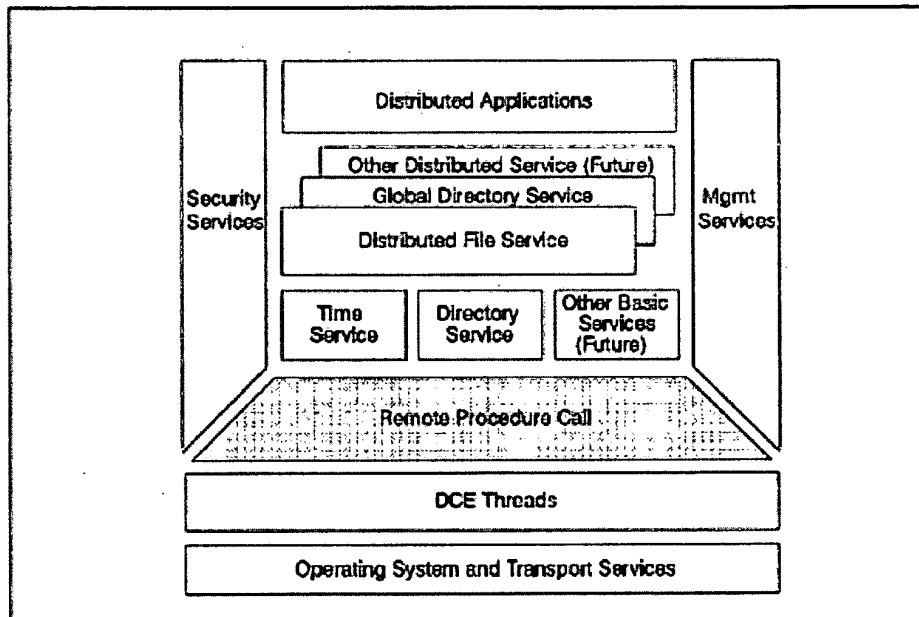 Distributed Applications
Other Distributed Service (Future)
Security
Services
Global Directory Service
Mgmt
Services
Distributed File Service
Time
Service
Directory
Service
Other Basic
Services
(Future)
Remote Procedure Call
DCE Threads
Operating System and Transport Services